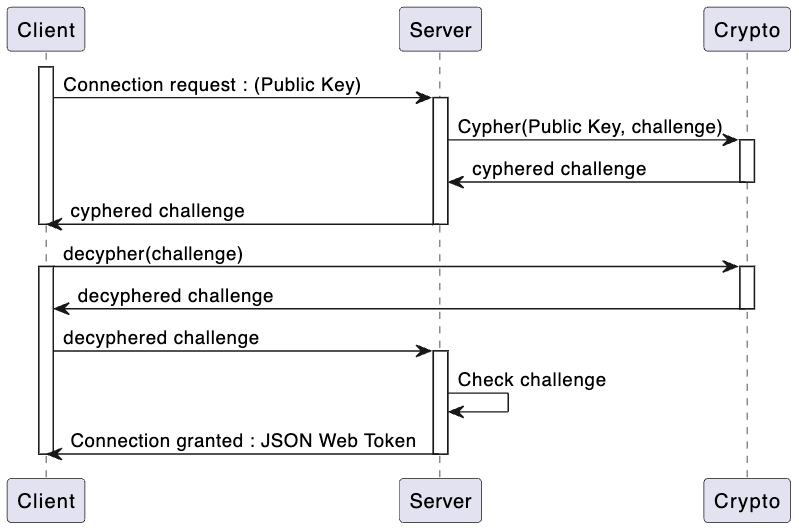 Client Server Crypto
Connection request : (Public Key)
Cypher(Public Key, challenge)
cyphered challenge
cyphered challenge
decypher(challenge)
decyphered challenge
decyphered challenge
Check challenge
Connection granted : JSON Web Token
Client Server Crypto